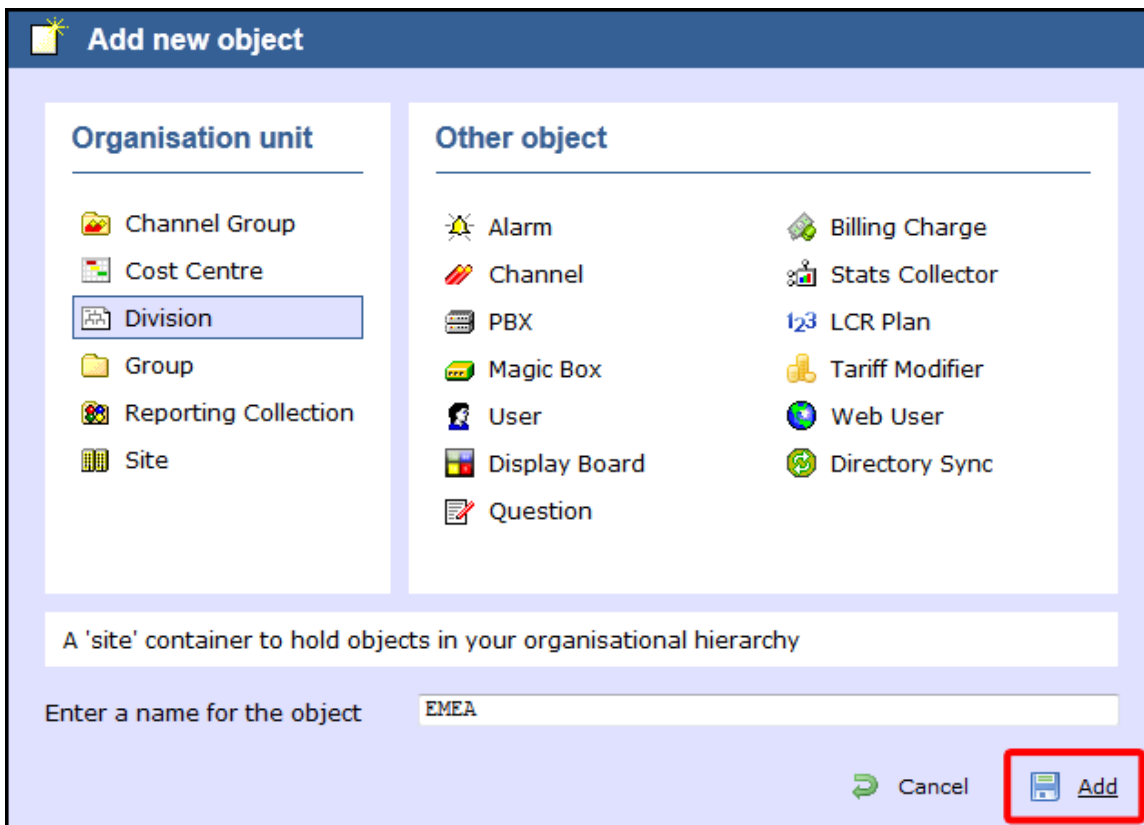 Add new object
Organisation unit
Channel Group
Cost Centre
Division
Group
Reporting Collection
Site
Other object
Alarm
Channel
PBX
Magic Box
User
Display Board
Question
Billing Charge
Stats Collector
123 LCR Plan
Tariff Modifier
Web User
Directory Sync
A 'site' container to hold objects in your organisational hierarchy
Enter a name for the object EMEA
Cancel Add